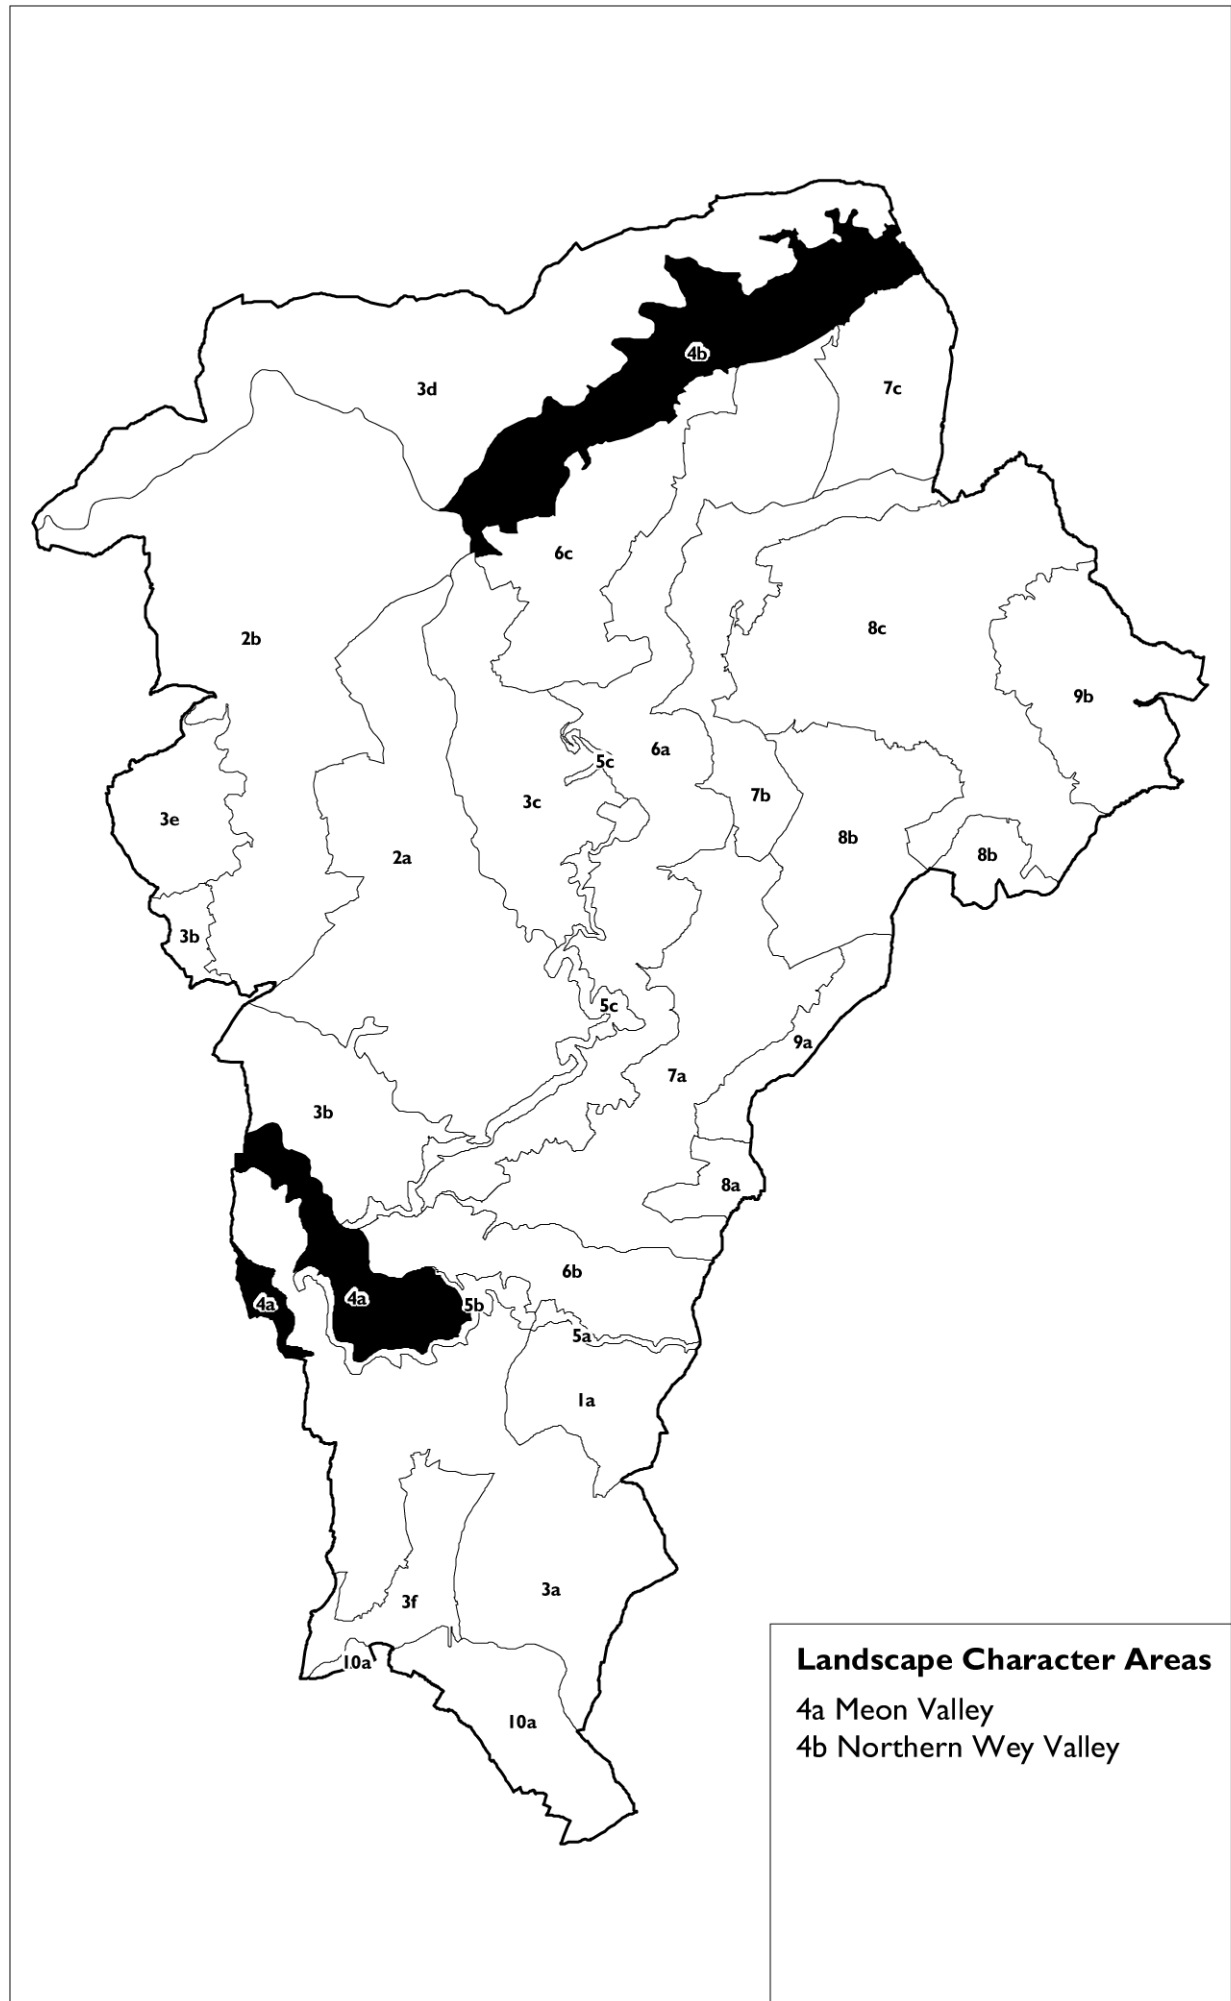 4b
3d
7c
6c
2b
8c
9b
6a
5c
7b
3c
3e
8b
2a
8b
3b
5c
9a
7a
3b
8a
6b
4a
4a
5b
5a
1a
3a
3f
10a
10a
Landscape Character Areas
4a Meon Valley
4b Northern Wey Valley